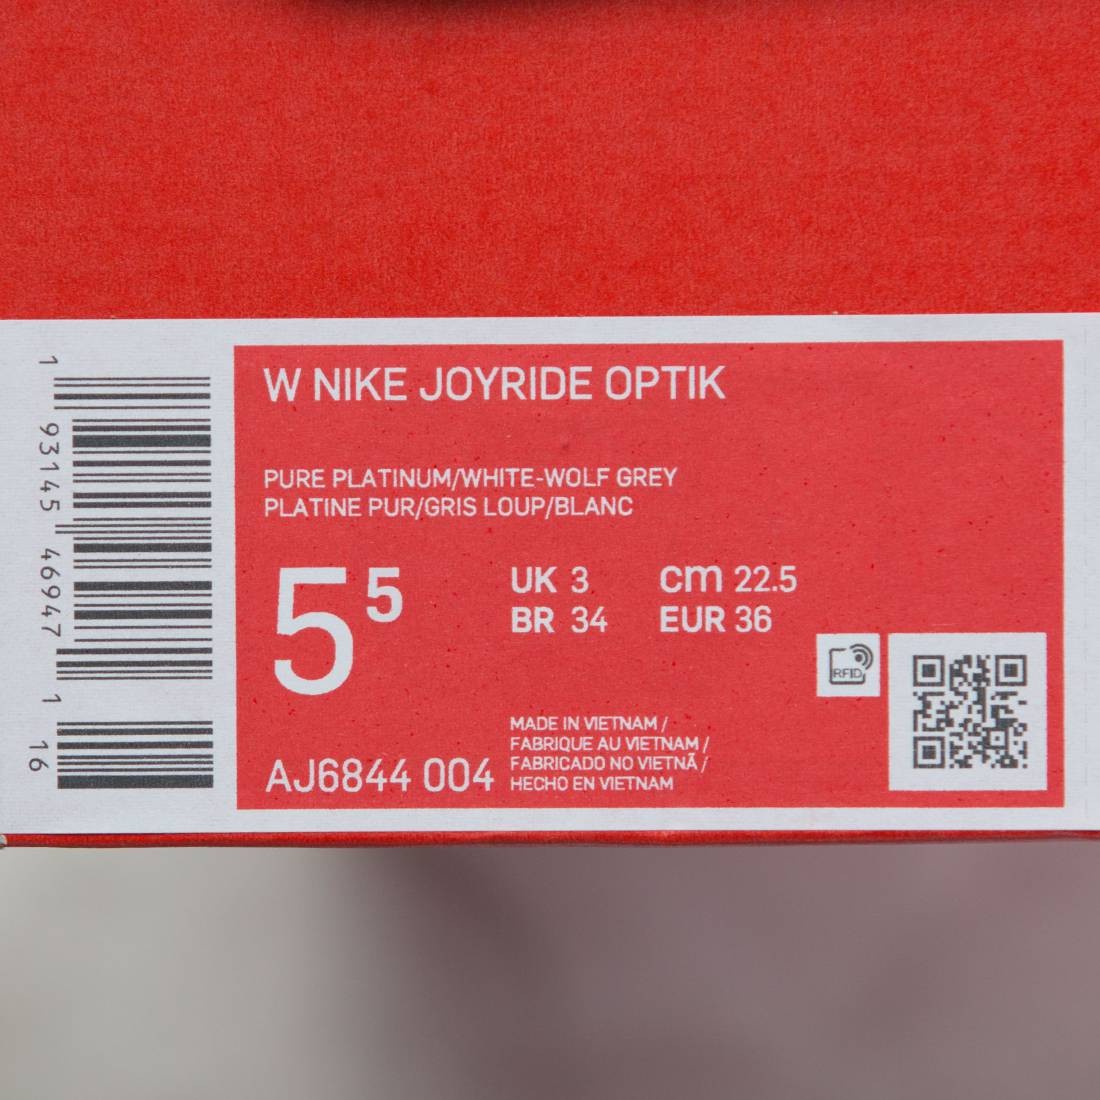 1 93145 46947 1 16
W NIKE JOYRIDE OPTIK
PURE PLATINUM/WHITE-WOLF GREY
PLATINE PUR/GRIS LOUP/BLANC
5 5
UK 3 cm 22.5
BR 34 EUR 36
RFID
MADE IN VIETNAM /
FABRIQUE AU VIETNAM /
FABRICADO NO VIETNÃ /
HECHO EN VIETNAM
AJ6844 004